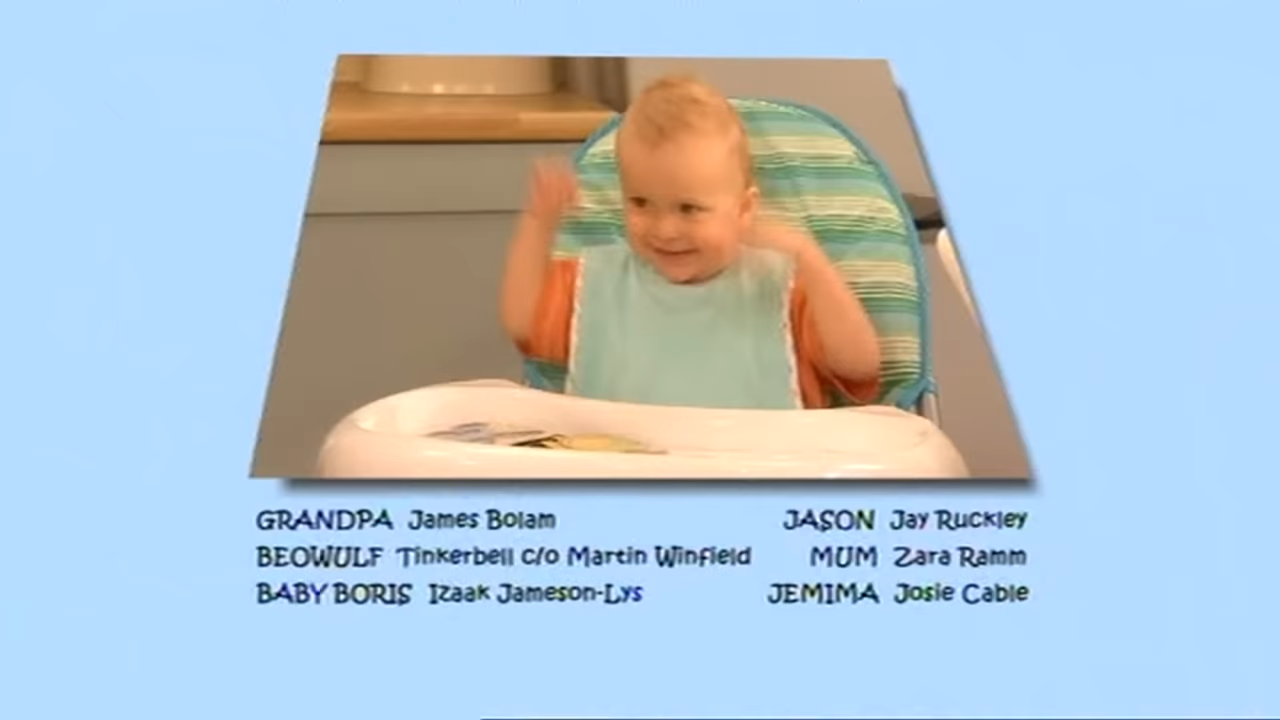 GRANDPA James Bolam JASON Jay Ruckley
BEOWULF Tinkerbell c/o Martin Winfield MUM Zara Ramm
BABY BORIS Izaak Jameson-Lys JEMIMA Josie Cable